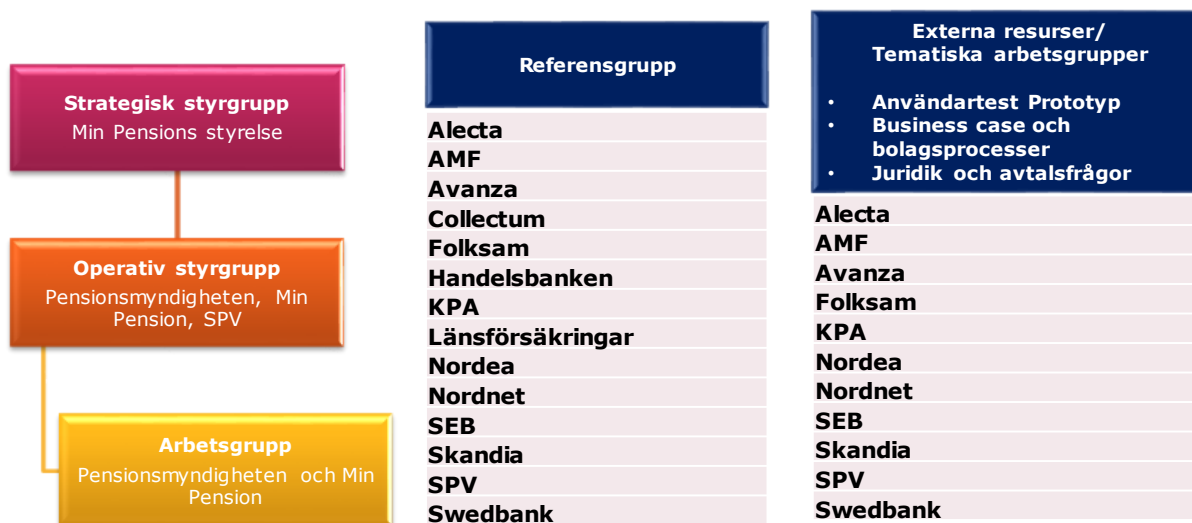 Strategisk styrgrupp
Min Pensions styrelse
Operativ styrgrupp
Pensionsmyndigheten, Min
Pension, SPV
Arbetsgrupp
Pensionsmyndigheten och Min
Pension
Referensgrupp
Alecta
AMF
Avanza
Collectum
Folksam
Handelsbanken
KPA
Länsförsäkringar
Nordea
Nordnet
SEB
Skandia
SPV
Swedbank
Externa resurser/
Tematiska arbetsgrupper
• Användartest Prototyp
• Business case och
bolagsprocesser
• Juridik och avtalsfrågor
Alecta
AMF
Avanza
Folksam
KPA
Nordea
Nordnet
SEB
Skandia
SPV
Swedbank